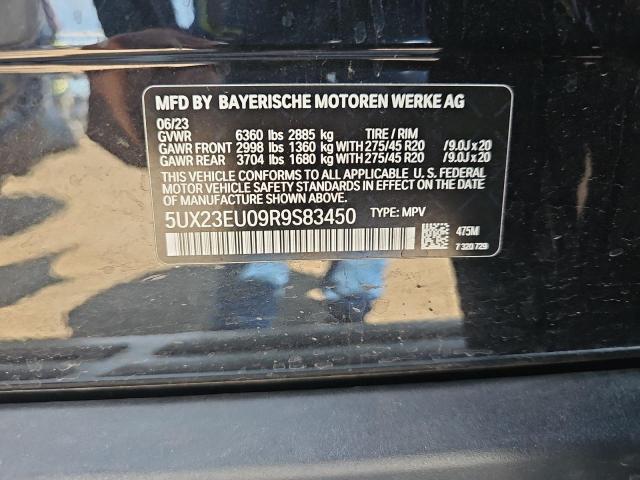 MFD BY BAYERISCHE MOTOREN WERKE AG
06/23
GVWR 6360 lbs 2885 kg TIRE / RIM
GAWR FRONT 2998 lbs 1360 kg WITH 275/45 R20 /9.0J x 20
GAWR REAR 3704 lbs 1680 kg WITH 275/45 R20 /9.0J x 20
THIS VEHICLE CONFORMS TO ALL APPLICABLE U. S. FEDERAL
MOTOR VEHICLE SAFETY STANDARDS IN EFFECT ON THE
DATE OF MANUFACTURE SHOWN ABOVE.
5UX23EU09R9S83450 TYPE: MPV
475M
7 320 729